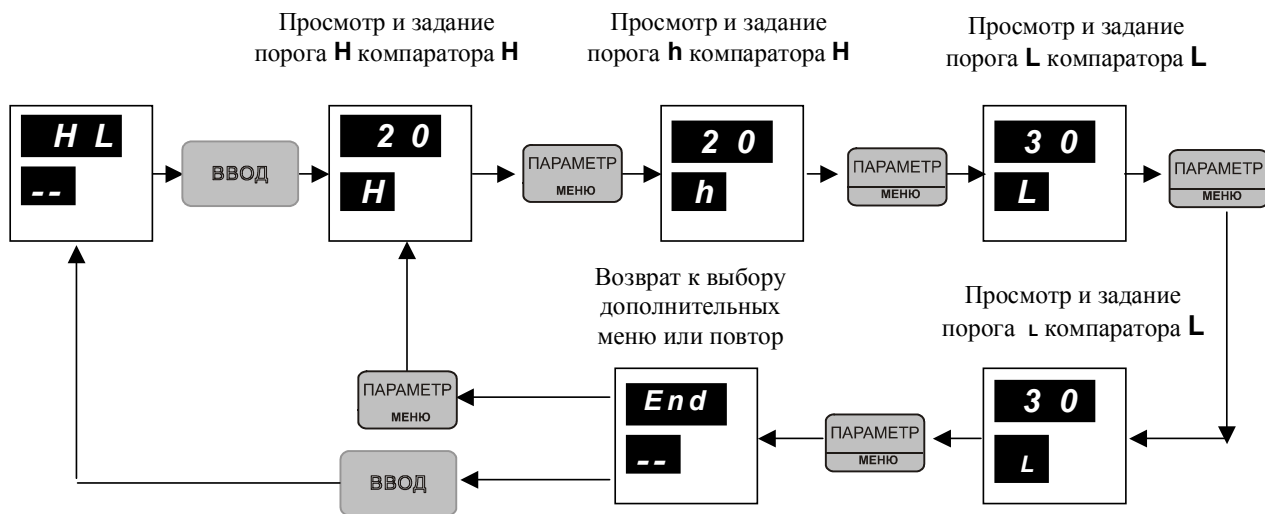 Просмотр и задание
порога H компаратора H
Просмотр и задание
порога h компаратора H
Просмотр и задание
порога L компаратора L
H L
--
ВВОД
2 0
H
ПАРАМЕТР
МЕНЮ
2 0
h
ПАРАМЕТР
МЕНЮ
3 0
L
ПАРАМЕТР
МЕНЮ
Возврат к выбору
дополнительных
меню или повтор
Просмотр и задание
порога ʟ компаратора L
ПАРАМЕТР
МЕНЮ
ВВОД
End
--
ПАРАМЕТР
МЕНЮ
3 0
ʟ